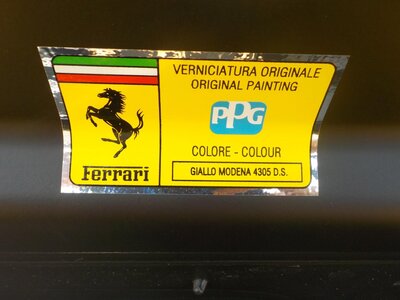 VERNICIATURA ORIGINALE
ORIGINAL PAINTING
PPG
COLORE - COLOUR
Ferrari
GIALLO MODENA 4305 D.S.